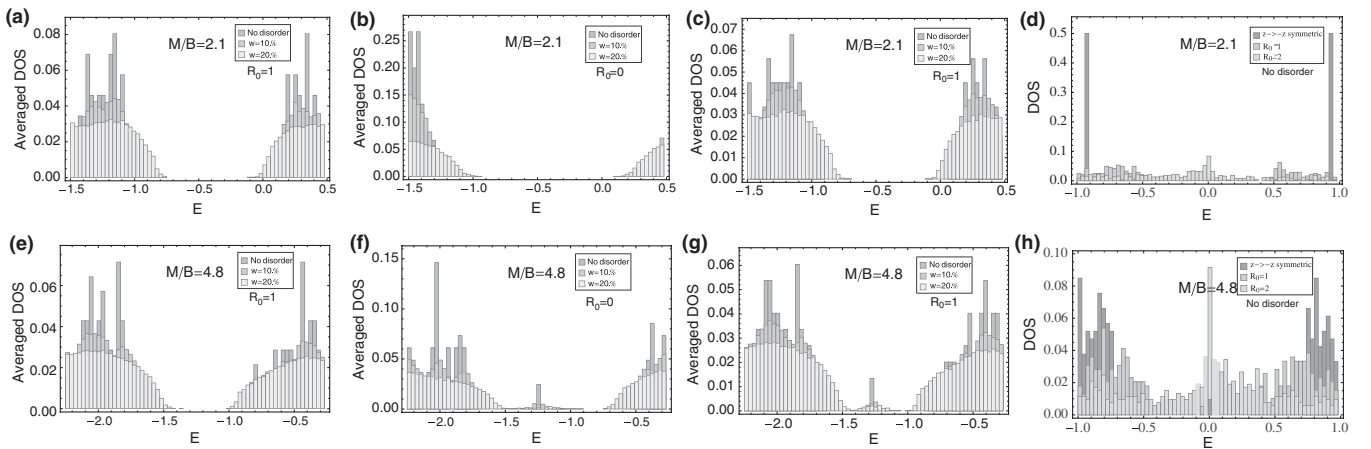 (a)
Averaged DOS
0.08
0.06
0.04
0.02
0.00
M/B=2.1
No disorder
w=10.%
w=20.%
R0=1
−1.5 −1.0 −0.5 0.0 0.5
E
(b)
Averaged DOS
0.25
0.20
0.15
0.10
0.05
0.00
M/B=2.1
No disorder
w=10.%
w=20.%
R0=0
−1.5 −1.0 −0.5 0.0 0.5
E
(c)
Averaged DOS
0.07
0.06
0.05
0.04
0.03
0.02
0.01
0.00
M/B=2.1
No disorder
w=10.%
w=20.%
R0=1
−1.5 −1.0 −0.5 0.0 0.5
E
(d)
DOS
0.5
0.4
0.3
0.2
0.1
0.0
M/B=2.1
z−>−z symmetric
R0=1
R0=2
No disorder
−1.0 −0.5 0.0 0.5 1.0
E
(e)
Averaged DOS
0.06
0.04
0.02
0.00
M/B=4.8
No disorder
w=10.%
w=20.%
R0=1
−2.0 −1.5 −1.0 −0.5
E
(f)
Averaged DOS
0.15
0.10
0.05
0.00
M/B=4.8
No disorder
w=10.%
w=20.%
R0=0
−2.0 −1.5 −1.0 −0.5
E
(g)
Averaged DOS
0.06
0.05
0.04
0.03
0.02
0.01
0.00
M/B=4.8
No disorder
w=10.%
w=20.%
R0=1
−2.0 −1.5 −1.0 −0.5
E
(h)
DOS
0.10
0.08
0.06
0.04
0.02
0.00
M/B=4.8
z−>−z symmetric
R0=1
R0=2
No disorder
−1.0 −0.5 0.0 0.5 1.0
E